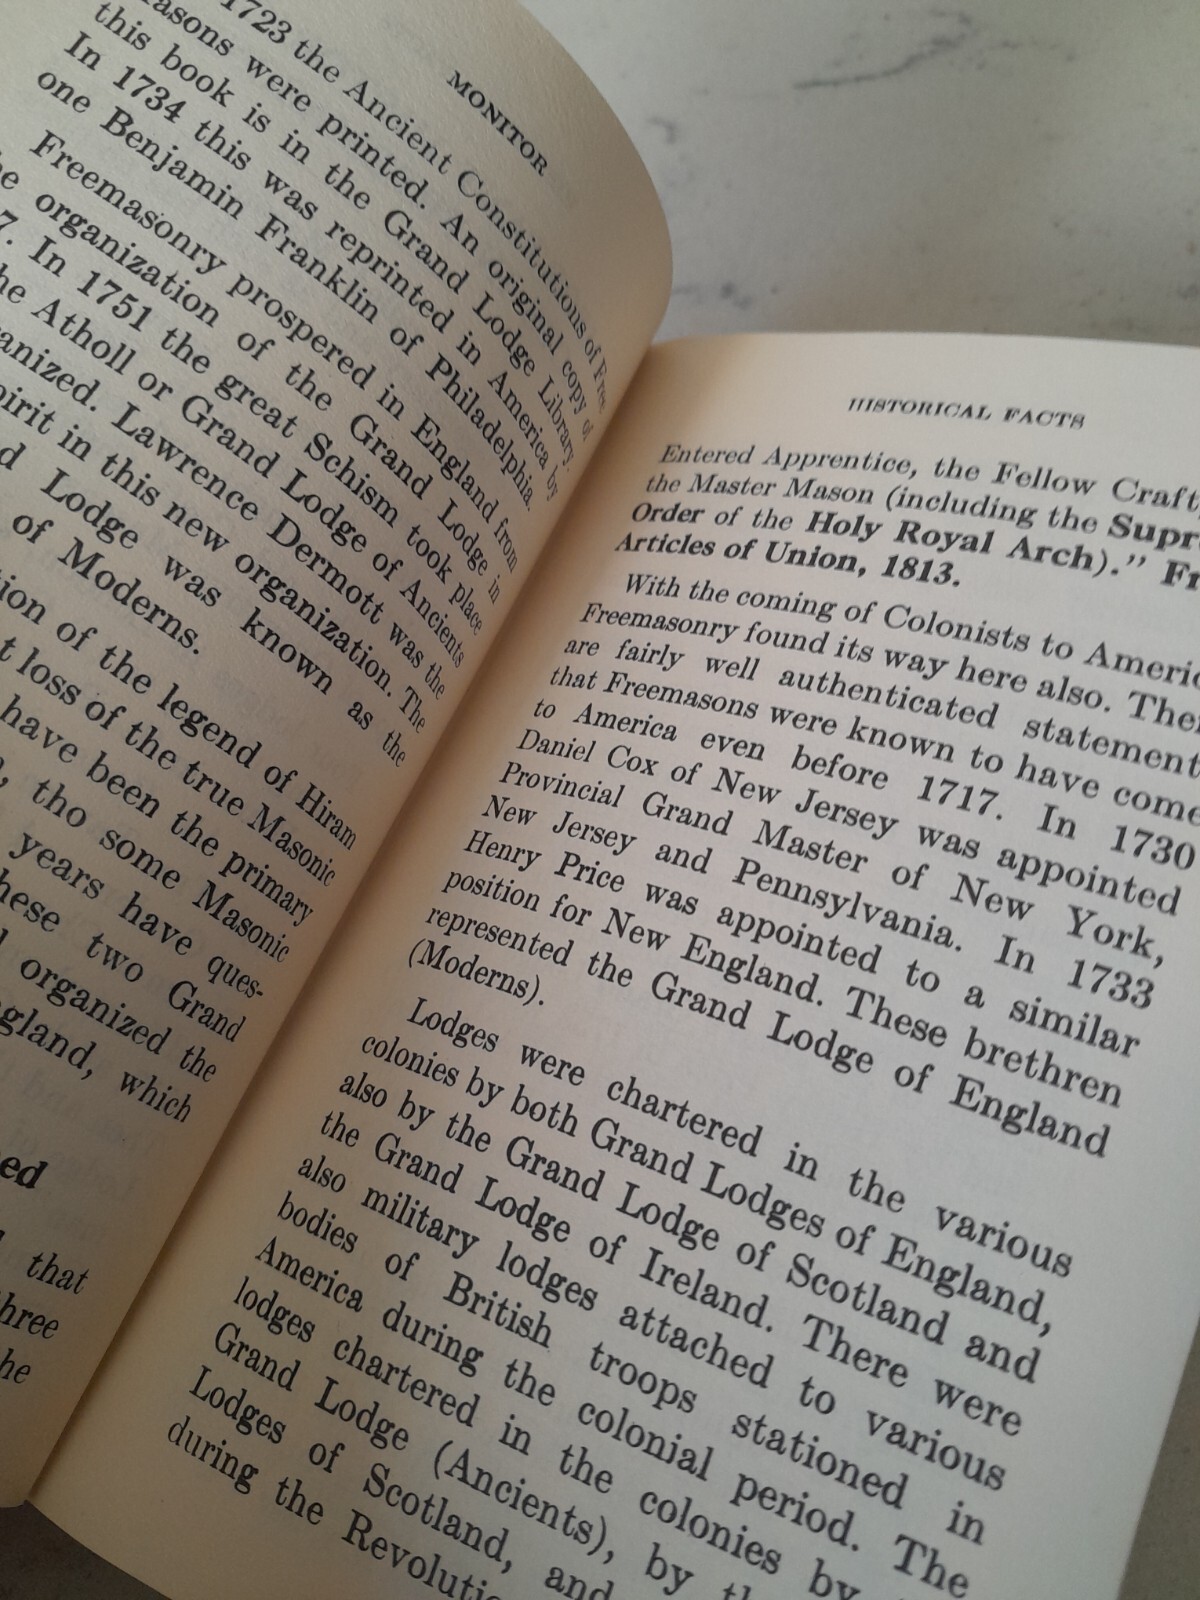 MONITOR
1723 the Ancient Constitutions of Free
Masons were printed. An original copy of
this book is in the Grand Lodge Library.
In 1734 this was reprinted in America by
one Benjamin Franklin of Philadelphia.
Freemasonry prospered in England from
organization of the Grand Lodge in
7. In 1751 the great Schism took place
the Atholl or Grand Lodge of Ancients
Lawrence Dermott was the
spirit in this new organization. The
Lodge was known as the
of Moderns.
of the legend of Hiram
loss of the true Masonic
have been the primary
tho some Masonic
years have ques-
these two Grand
organized the
England, which
that
three
HISTORICAL FACTS
Entered Apprentice, the Fellow Craft,
the Master Mason (including the Supr
Order of the Holy Royal Arch)." Fr
Articles of Union, 1813.
With the coming of Colonists to Americ
Freemasonry found its way here also. Ther
are fairly well authenticated statement
that Freemasons were known to have come
to America even before 1717. In 1730
Daniel Cox of New Jersey was appointed
Provincial Grand Master of New York,
New Jersey and Pennsylvania. In 1733
Henry Price was appointed to a similar
position for New England. These brethren
represented the Grand Lodge of England
(Moderns).
Lodges were chartered in the various
colonies by both Grand Lodges of England,
also by the Grand Lodge of Scotland and
the Grand Lodge of Ireland. There were
also military lodges attached to various
bodies of British troops stationed in
America during the colonial period. The
lodges chartered in the colonies by
Grand Lodge (Ancients), by
Lodges of Scotland, and
during the Revolutio